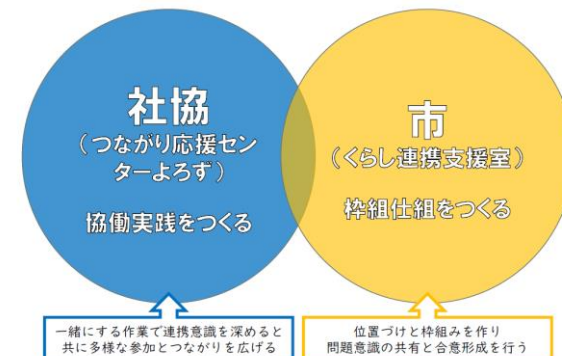 社協
（つながり応援セン
ターよろず）
協働実践をつくる
市
（くらし連携支援室）
枠組仕組をつくる
一緒にする作業で連携意識を深めると
共に多様な参加とつながりを広げる
位置づけと枠組みを作り
問題意識の共有と合意形成を行う